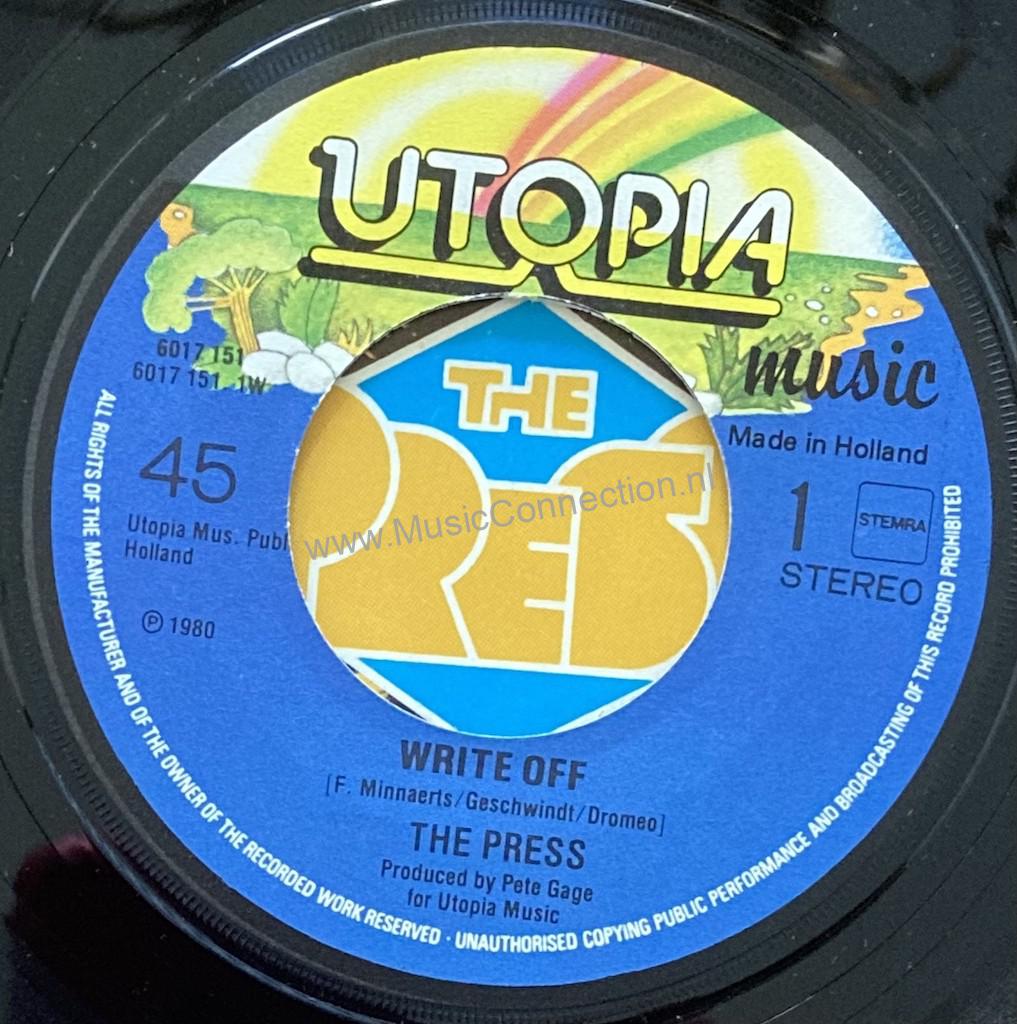 UTOPIA
music
6017 151
6017 151 .1W
Made in Holland
45
1
STEMRA
STEREO
Utopia Mus. Publ
Holland
℗ 1980
THE
PRES
www.MusicConnection.nl
WRITE OFF
[F. Minnaerts/Geschwindt/Dromeo]
THE PRESS
Produced by Pete Gage
for Utopia Music
ALL RIGHTS OF THE MANUFACTURER AND OF THE OWNER OF THE RECORDED WORK RESERVED · UNAUTHORISED COPYING PUBLIC PERFORMANCE AND BROADCASTING OF THIS RECORD PROHIBITED